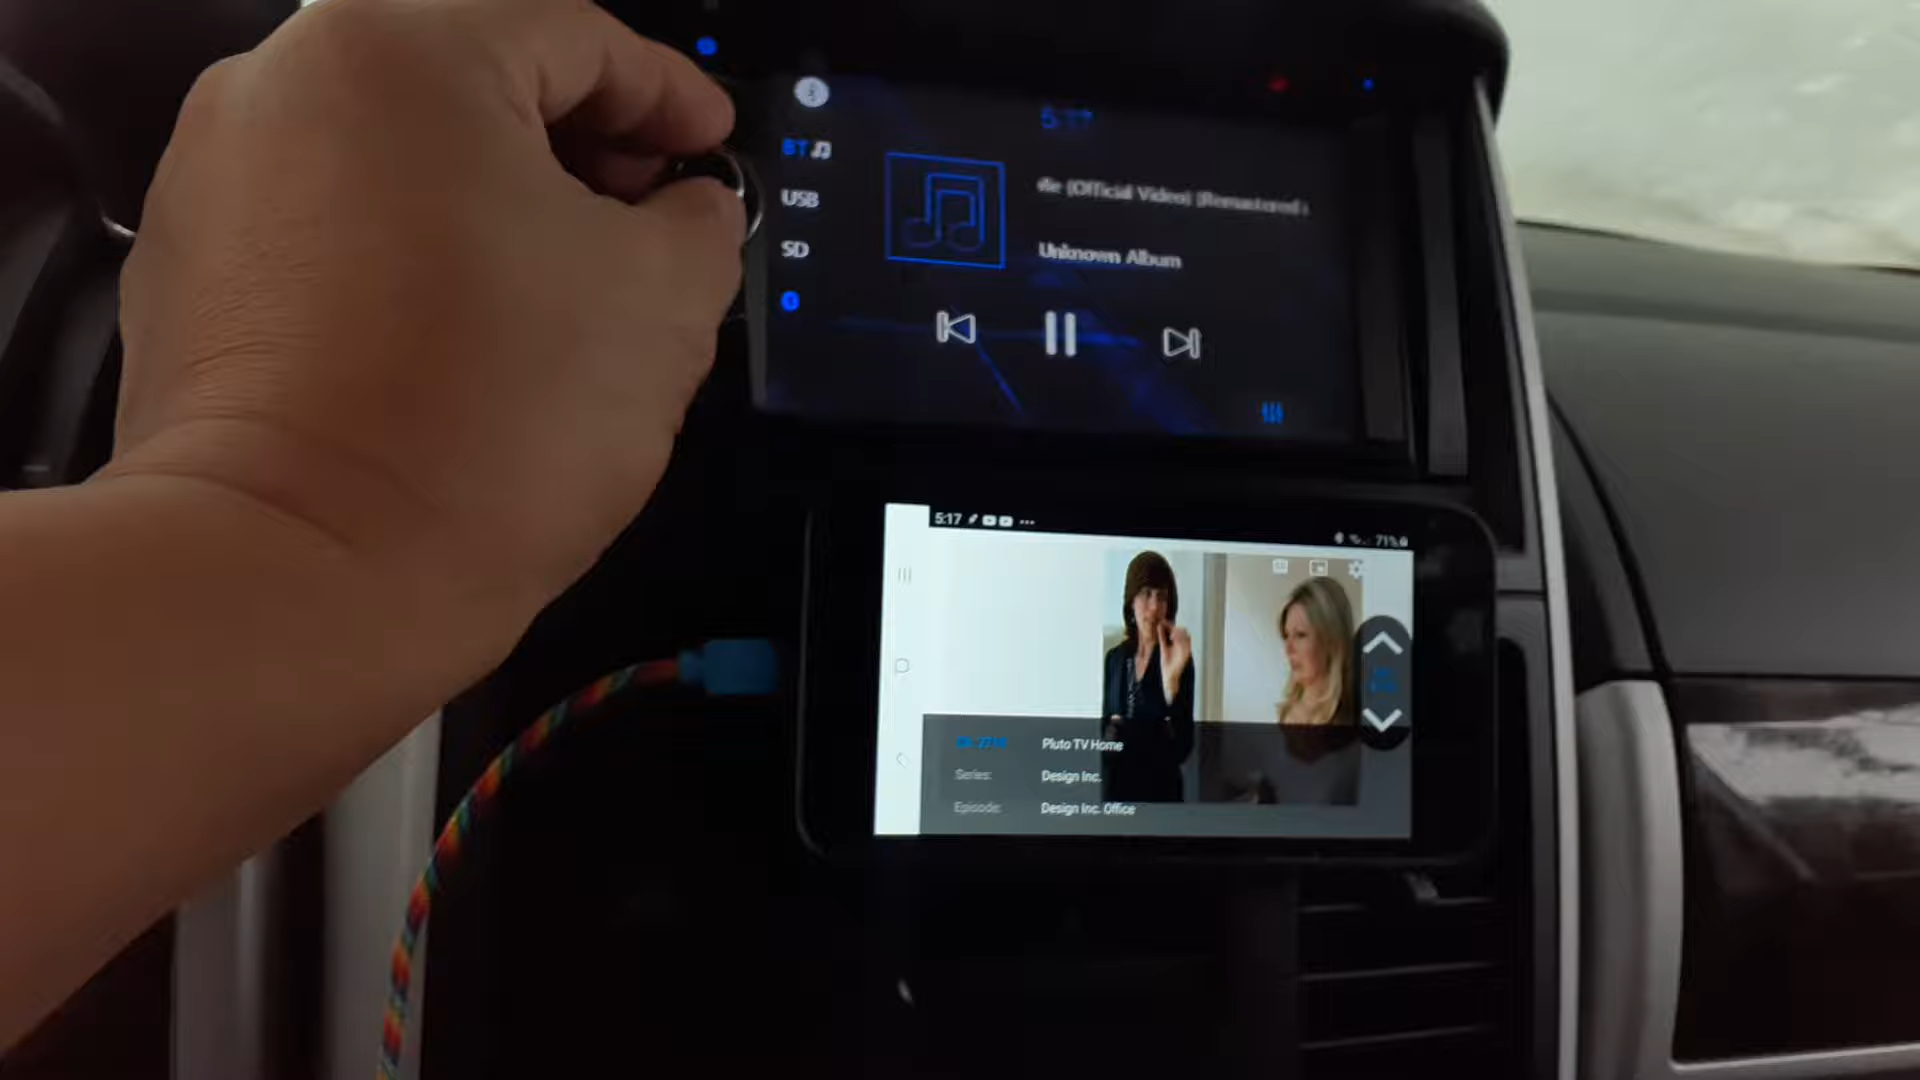 5:17
BT
USB
SD
(Official Video) (Remastered
Unknown Album
5:17
71%
Pluto TV Home
Series: Design Inc.
Episode: Design Inc. Office